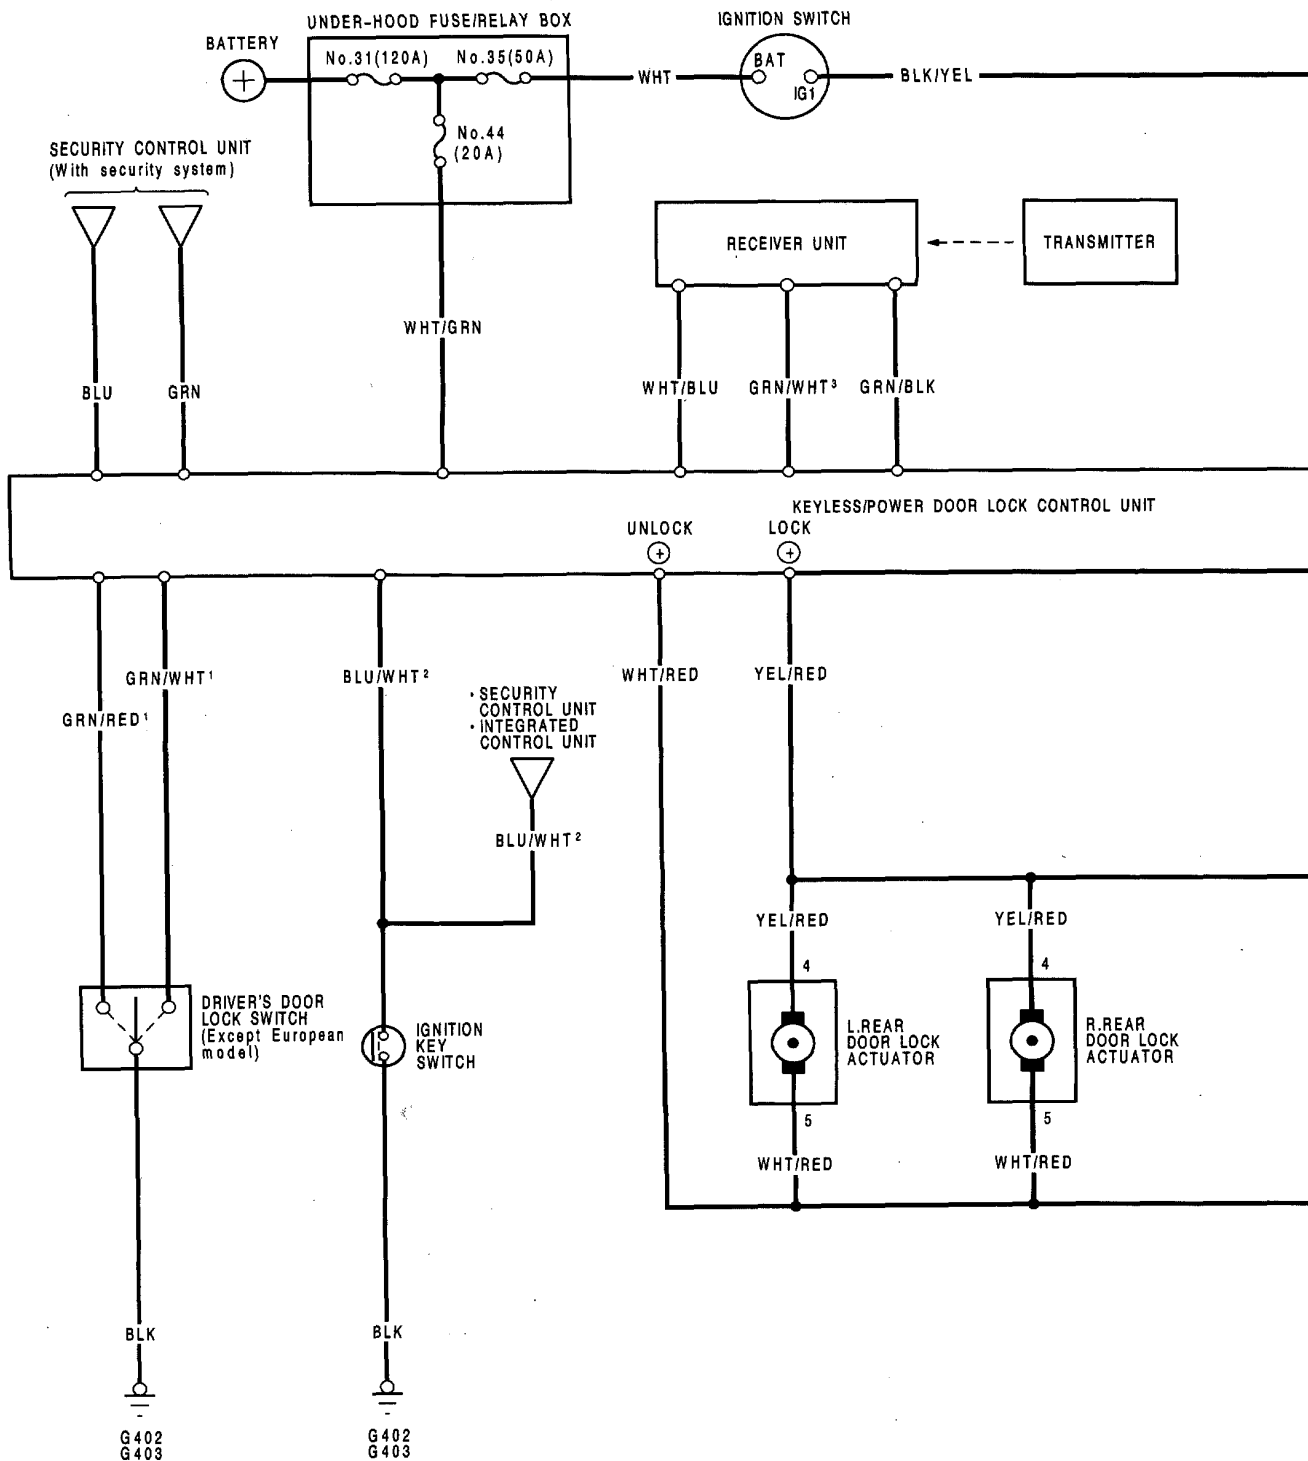 UNDER-HOOD FUSE/RELAY BOX
IGNITION SWITCH
BATTERY
No.31(120A)
No.35(50A)
WHT
BAT
IG1
BLK/YEL
+
No.44
(20A)
SECURITY CONTROL UNIT
(With security system)
RECEIVER UNIT
TRANSMITTER
WHT/GRN
BLU
GRN
WHT/BLU
GRN/WHT³
GRN/BLK
KEYLESS/POWER DOOR LOCK CONTROL UNIT
UNLOCK
LOCK
+
+
GRN/WHT¹
BLU/WHT²
WHT/RED
YEL/RED
GRN/RED¹
• SECURITY
CONTROL UNIT
• INTEGRATED
CONTROL UNIT
BLU/WHT²
YEL/RED
YEL/RED
4
4
DRIVER'S DOOR
LOCK SWITCH
(Except European
model)
IGNITION
KEY
SWITCH
L.REAR
DOOR LOCK
ACTUATOR
R.REAR
DOOR LOCK
ACTUATOR
5
5
WHT/RED
WHT/RED
BLK
BLK
G402
G403
G402
G403